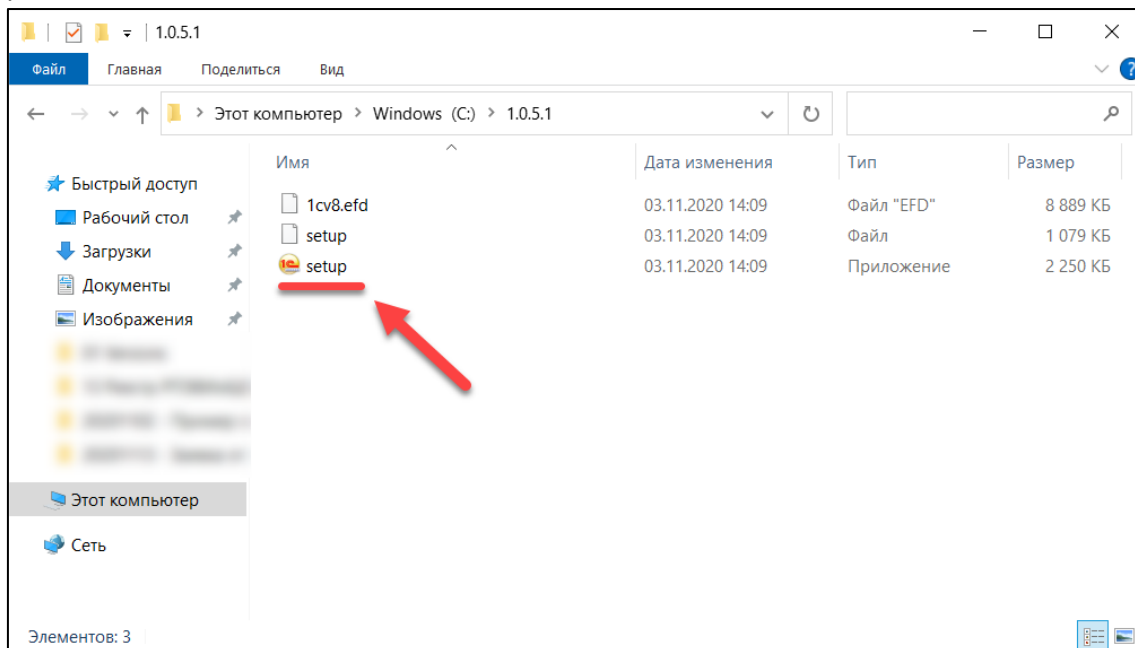 1.0.5.1
Файл Главная Поделиться Вид
Этот компьютер > Windows (C:) > 1.0.5.1
Имя Дата изменения Тип Размер
Быстрый доступ
Рабочий стол
Загрузки
Документы
Изображения
Этот компьютер
Сеть
1cv8.efd 03.11.2020 14:09 Файл "EFD" 8 889 КБ
setup 03.11.2020 14:09 Файл 1 079 КБ
setup 03.11.2020 14:09 Приложение 2 250 КБ
Элементов: 3